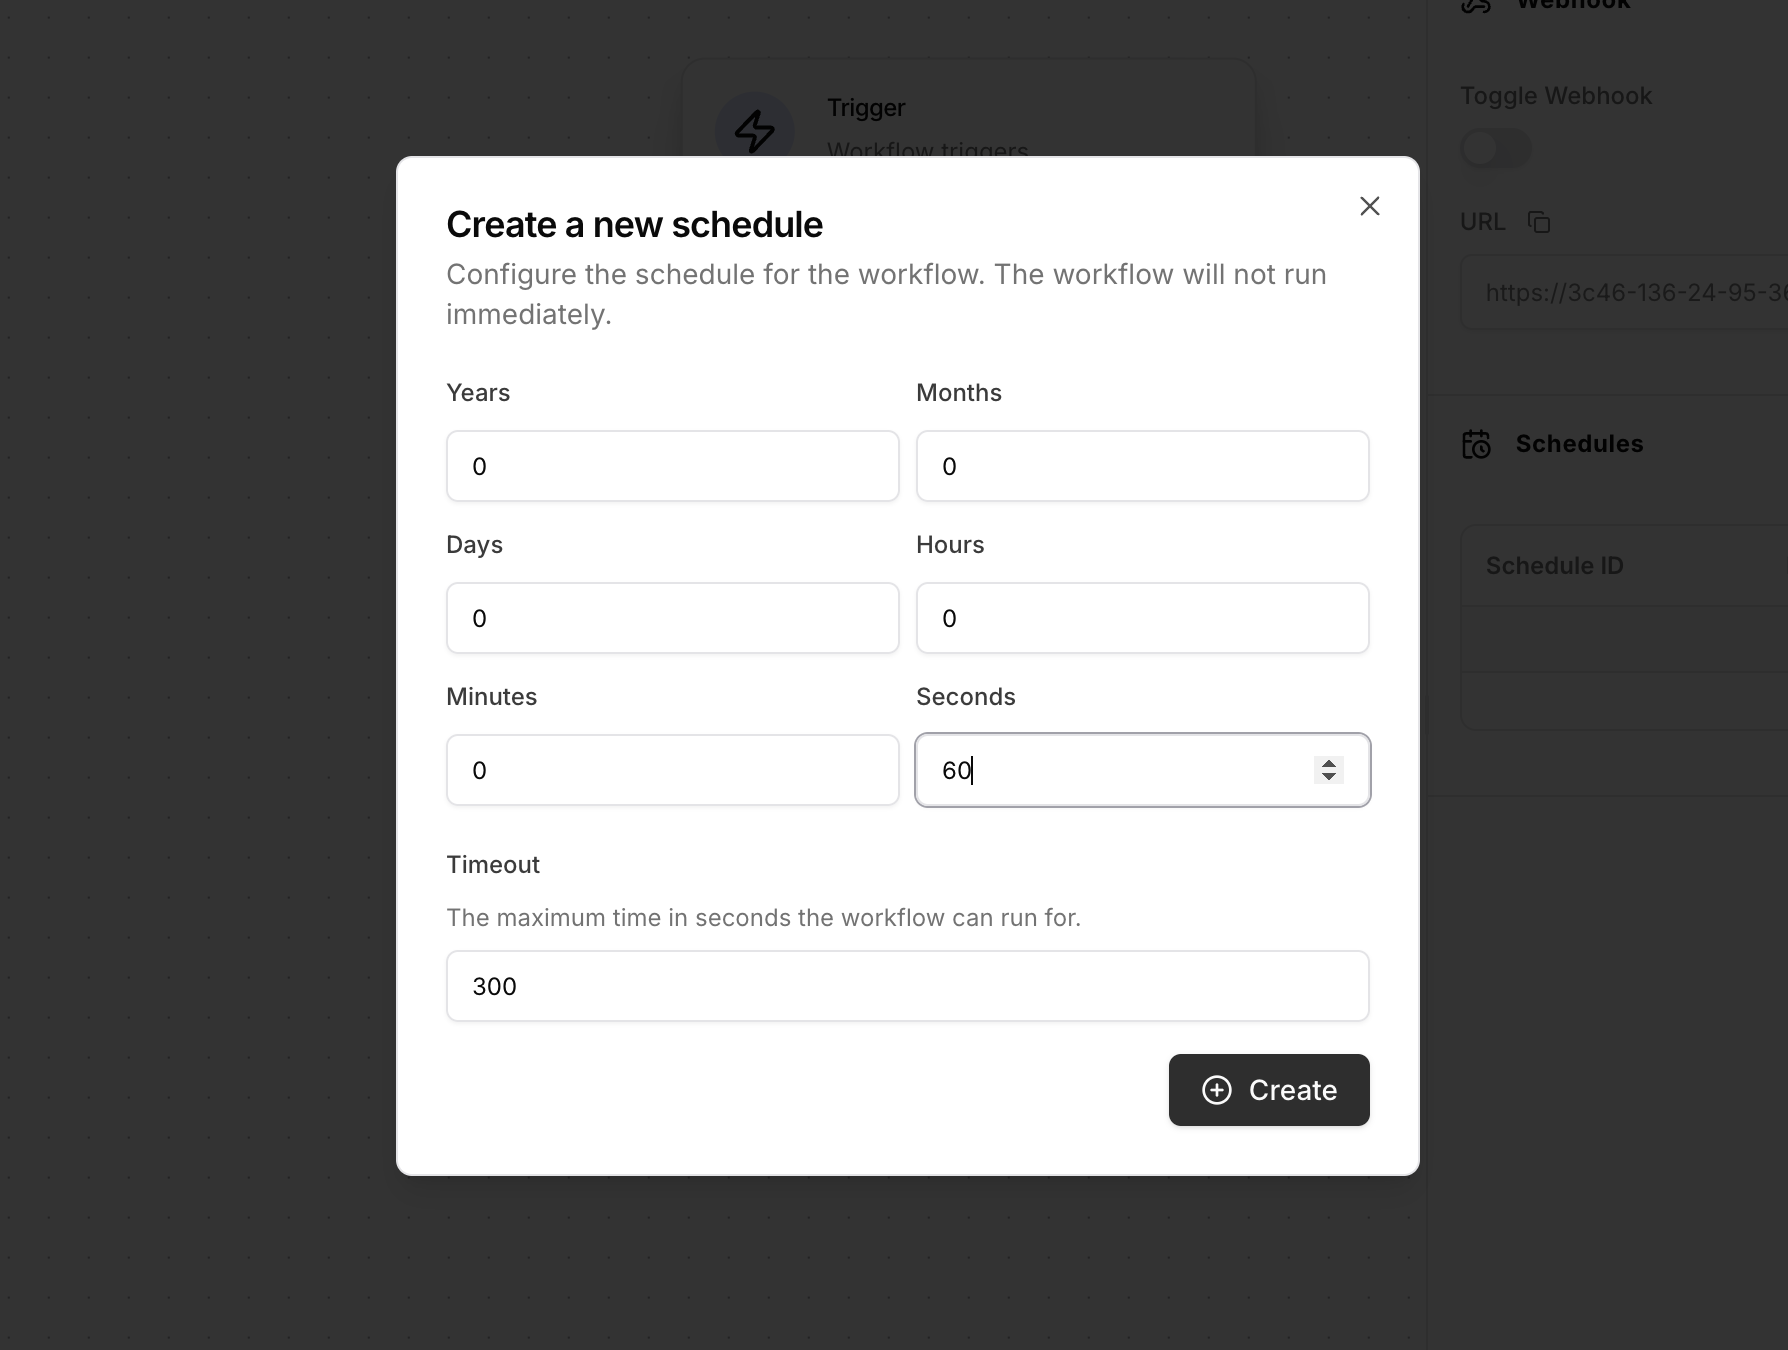 Webhook
Trigger
Workflow triggers
Toggle Webhook
URL
https://3c46-136-24-95-36
Create a new schedule
Configure the schedule for the workflow. The workflow will not run
immediately.
Years
Months
0
0
Days
Hours
0
0
Minutes
Seconds
0
60
Timeout
The maximum time in seconds the workflow can run for.
300
Create
Schedules
Schedule ID